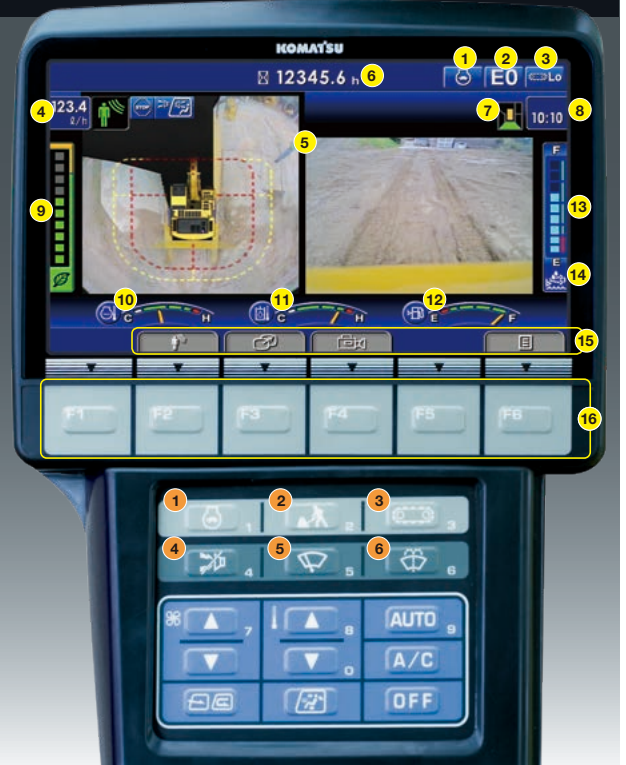 KOMATSU
1 2 3
12345.6 h 6
E0 Lo
4 123.4 ℓ/h
STOP
5
7 10:10 8
9
F
13
E
14
10 C H
11 C H
12 E F
15
F1 F2 F3 F4 F5 F6
16
1 2 3
1 2 3
4 5 6
4 5 6
7 8 AUTO 9
0 A/C
OFF